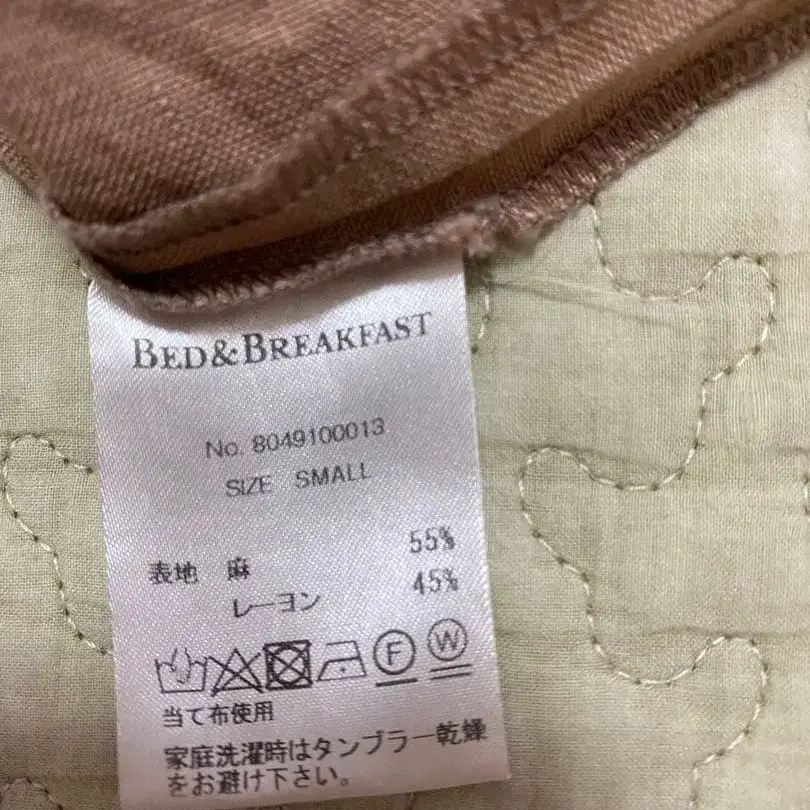 BED&BREAKFAST
No. 8049100013
SIZE SMALL
表地 麻 55%
レーヨン 45%
F W
当て布使用
家庭洗濯時はタンブラー乾燥
をお避け下さい。